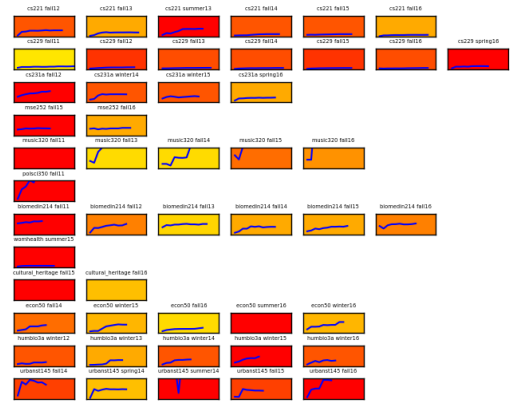 cs221 fall12 cs221 fall13 cs221 summer13 cs221 fall14 cs221 fall15 cs221 fall16
cs229 fall11 cs229 fall12 cs229 fall13 cs229 fall14 cs229 fall15 cs229 fall16 cs229 spring16
cs231a fall12 cs231a winter14 cs231a winter15 cs231a spring16
mse252 fall15 mse252 fall16
music320 fall11 music320 fall13 music320 fall14 music320 fall15 music320 fall16
polsci350 fall11
biomedin214 fall11 biomedin214 fall12 biomedin214 fall13 biomedin214 fall14 biomedin214 fall15 biomedin214 fall16
womhealth summer15
cultural_heritage fall15 cultural_heritage fall16
econ50 fall14 econ50 winter15 econ50 fall16 econ50 summer16 econ50 winter16
humbio3a winter12 humbio3a winter13 humbio3a winter14 humbio3a winter15 humbio3a winter16
urbanst145 fall14 urbanst145 spring14 urbanst145 summer14 urbanst145 fall15 urbanst145 fall16